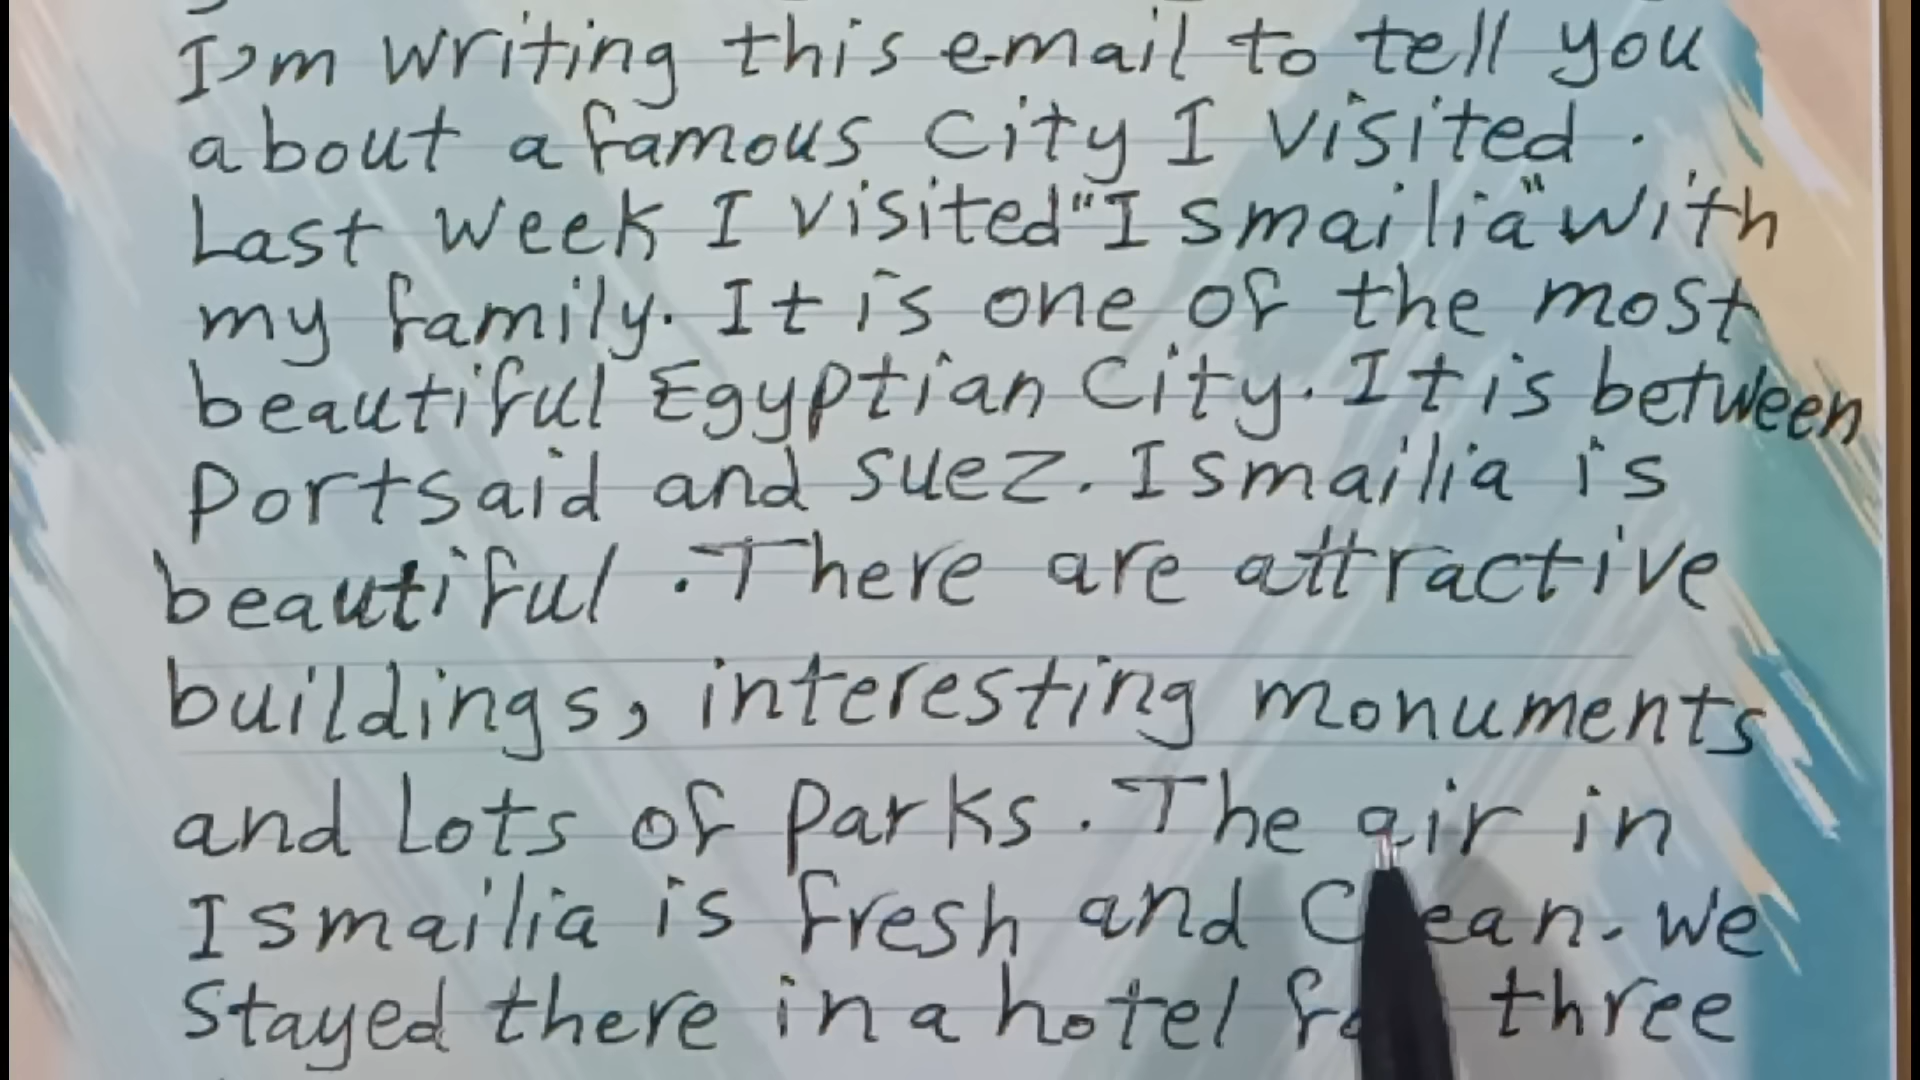 I'm writing this email to tell you
about a famous city I visited.
Last week I visited "Ismailia" with
my family. It is one of the most
beautiful Egyptian city. It is between
Portsaid and suez. Ismailia is
beautiful. There are attractive
buildings, interesting monuments
and Lots of Parks. The air in
Ismailia is fresh and Clean. we
Stayed there in a hotel for three